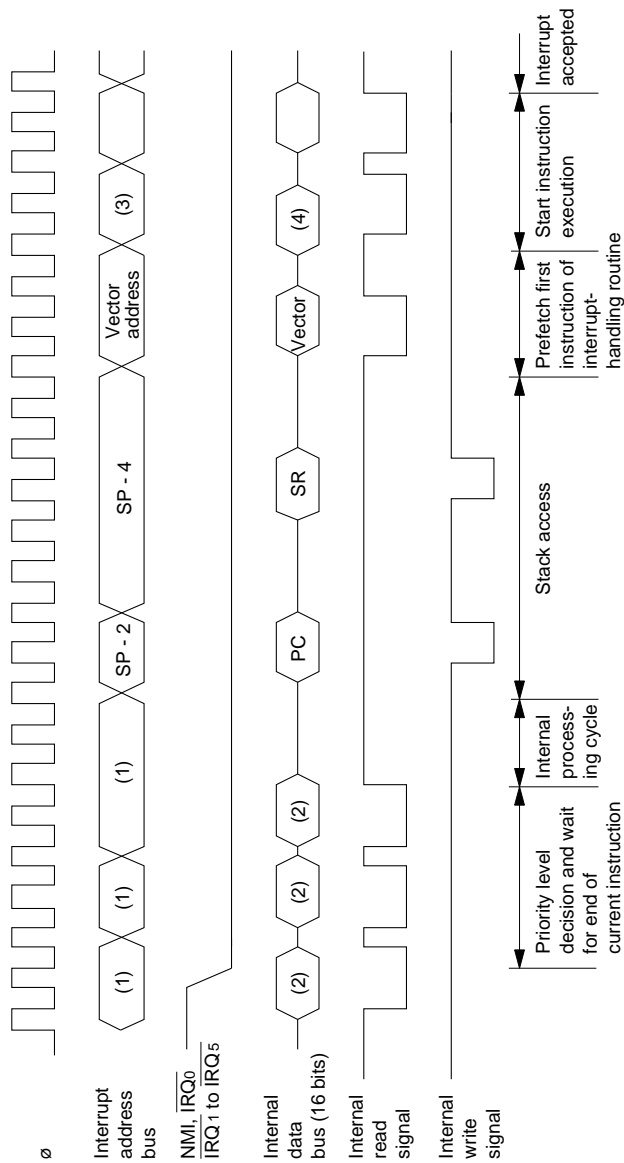 ø
Interrupt
address
bus
(1)
(1)
(1)
SP - 2
SP - 4
Vector
address
(3)
NMI, IRQ0
IRQ1 to IRQ5
Internal
data
bus (16 bits)
(2)
(2)
(2)
PC
SR
Vector
(4)
Internal
read
signal
Internal
write
signal
Priority level
decision and wait
for end of
current instruction
Internal
process-
ing cycle
Stack access
Prefetch first
instruction of
interrupt-
handling routine
Start instruction
execution
Interrupt
accepted